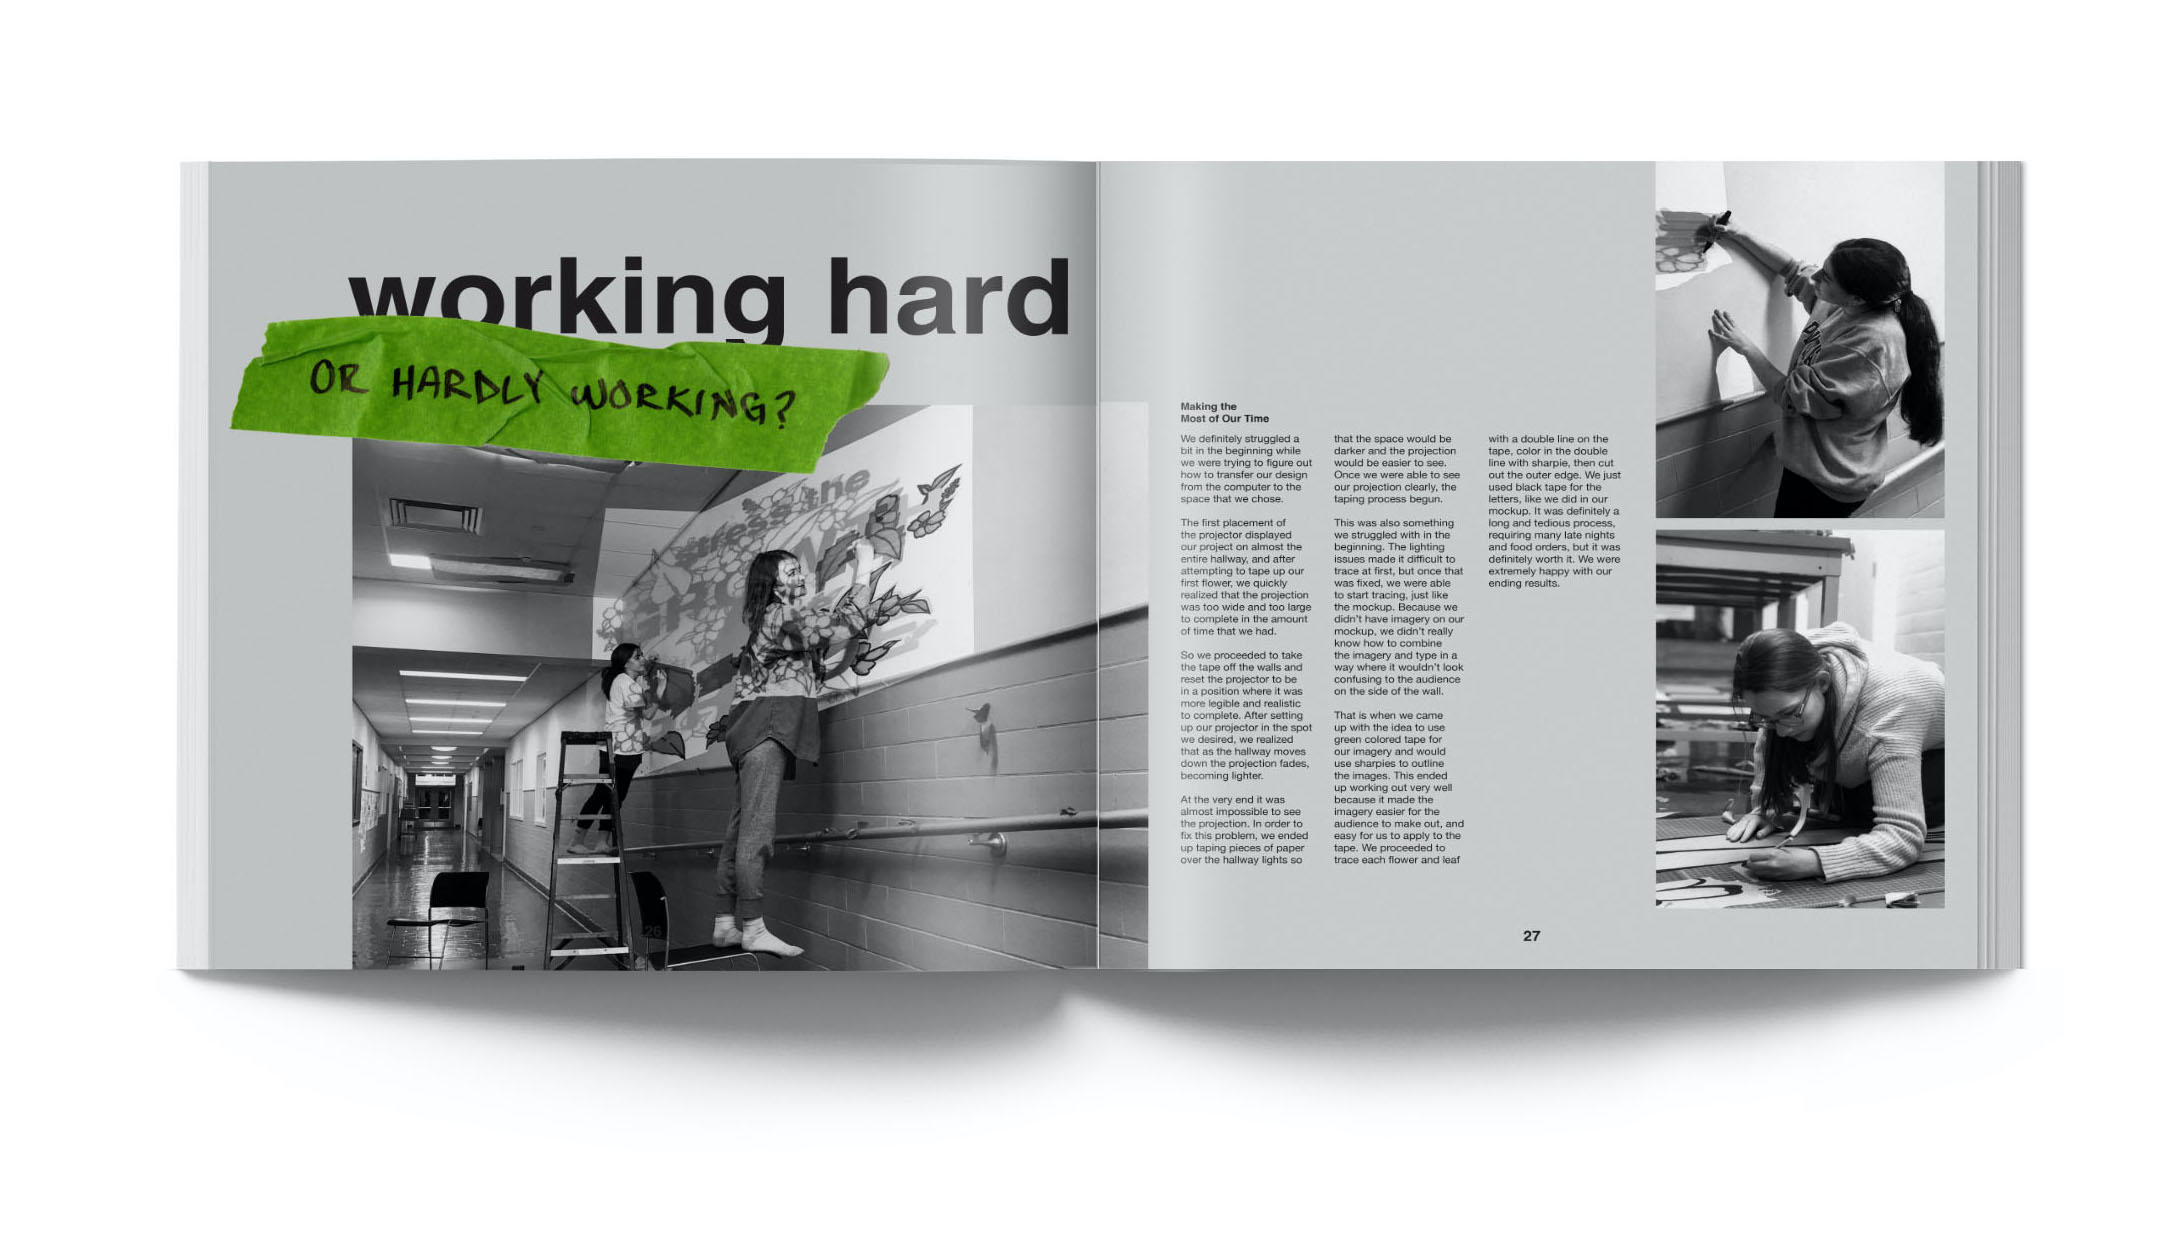 working hard
OR HARDLY WORKING?
stress the
26
Making the
Most of Our Time
We definitely struggled a
bit in the beginning while
we were trying to figure out
how to transfer our design
from the computer to the
space that we chose.
The first placement of
the projector displayed
our project on almost the
entire hallway, and after
attempting to tape up our
first flower, we quickly
realized that the projection
was too wide and too large
to complete in the amount
of time that we had.
So we proceeded to take
the tape off the walls and
reset the projector to be
in a position where it was
more legible and realistic
to complete. After setting
up our projector in the spot
we desired, we realized
that as the hallway moves
down the projection fades,
becoming lighter.
At the very end it was
almost impossible to see
the projection. In order to
fix this problem, we ended
up taping pieces of paper
over the hallway lights so
that the space would be
darker and the projection
would be easier to see.
Once we were able to see
our projection clearly, the
taping process begun.
This was also something
we struggled with in the
beginning. The lighting
issues made it difficult to
trace at first, but once that
was fixed, we were able
to start tracing, just like
the mockup. Because we
didn't have imagery on our
mockup, we didn't really
know how to combine
the imagery and type in a
way where it wouldn't look
confusing to the audience
on the side of the wall.
That is when we came
up with the idea to use
green colored tape for
our imagery and would
use sharpies to outline
the images. This ended
up working out very well
because it made the
imagery easier for the
audience to make out, and
easy for us to apply to the
tape. We proceeded to
trace each flower and leaf
with a double line on the
tape, color in the double
line with sharpie, then cut
out the outer edge. We just
used black tape for the
letters, like we did in our
mockup. It was definitely a
long and tedious process,
requiring many late nights
and food orders, but it was
definitely worth it. We were
extremely happy with our
ending results.
27